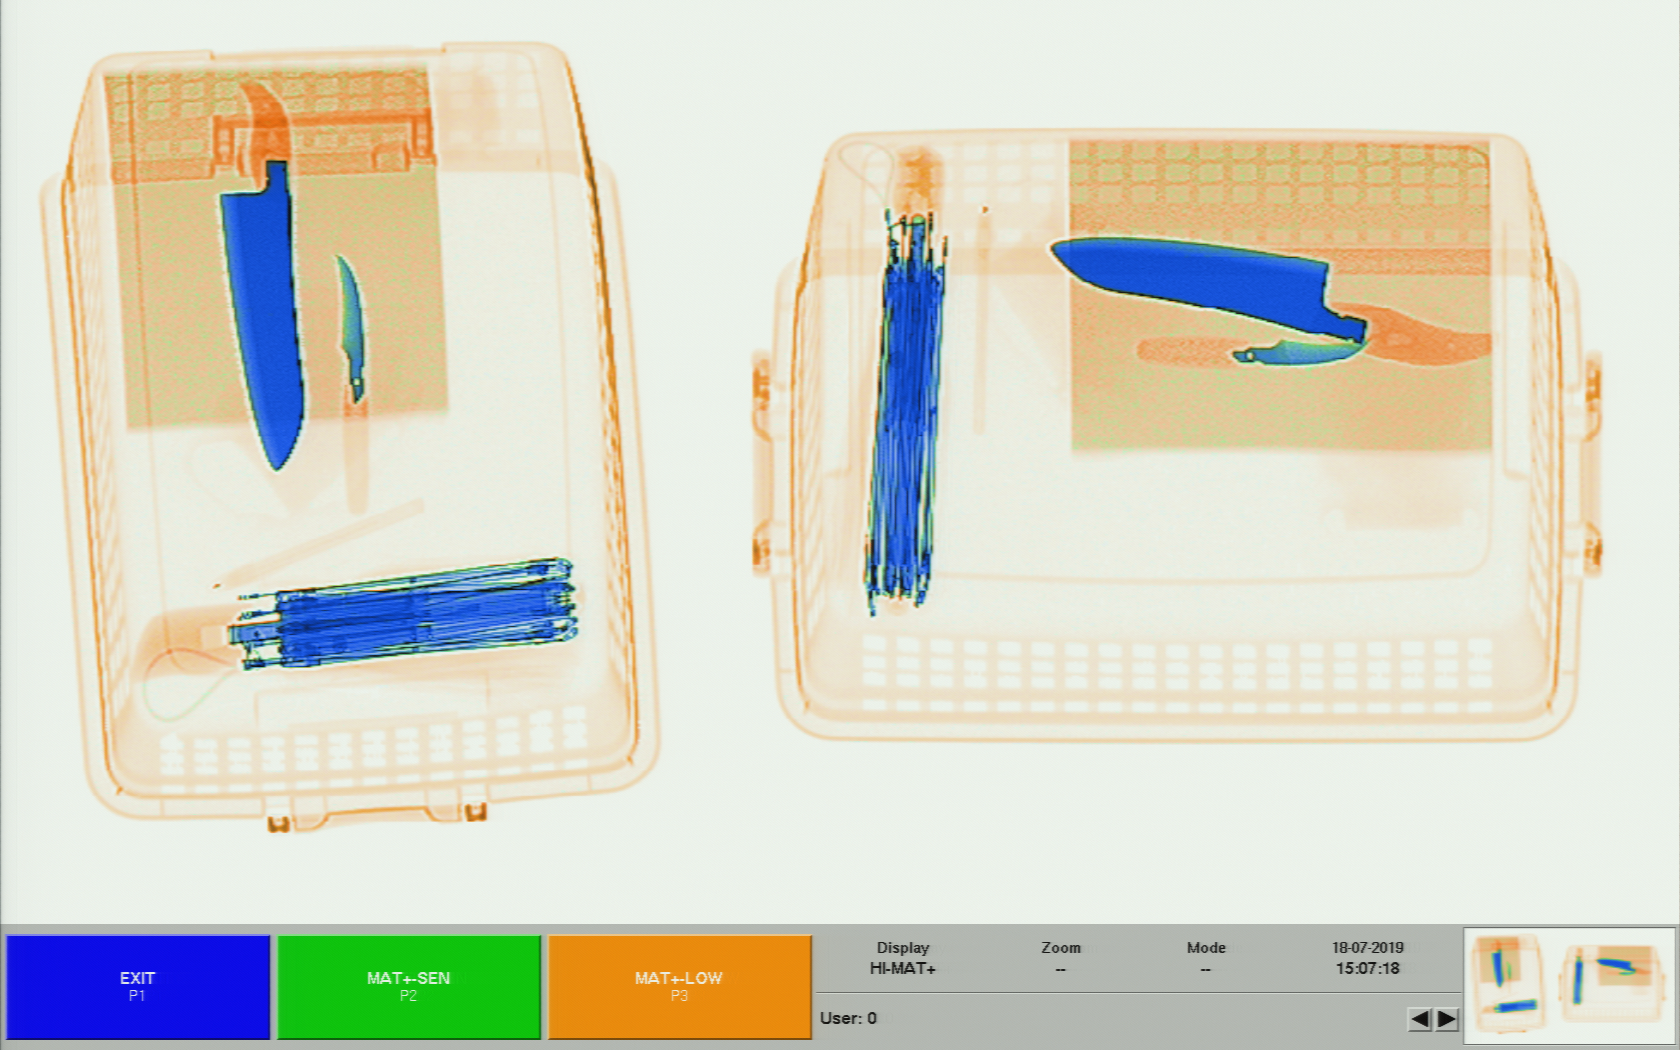 EXIT
P1
MAT+-SEN
P2
MAT+-LOW
P3
Display
HI-MAT+
Zoom
--
Mode
--
18-07-2019
15:07:18
User: 0